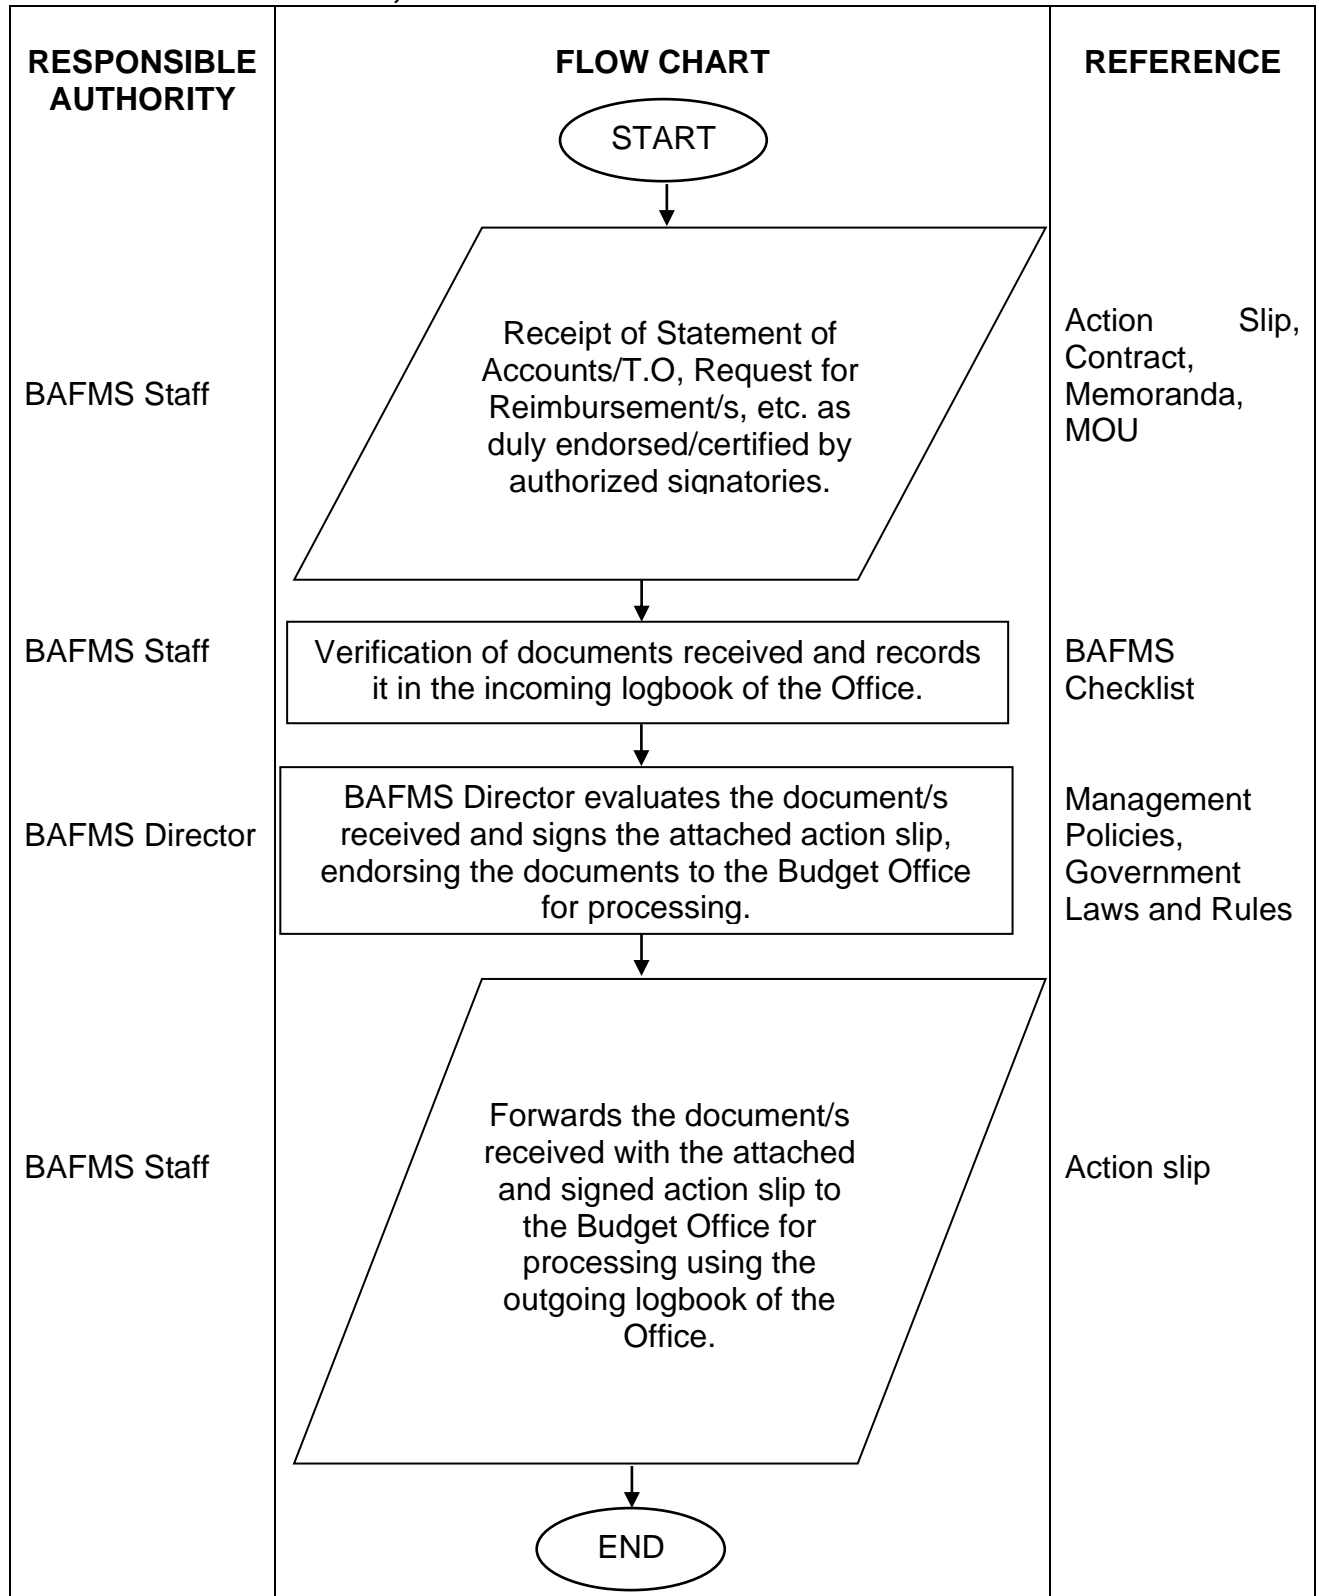 RESPONSIBLE
AUTHORITY
FLOW CHART
REFERENCE
START
BAFMS Staff
Receipt of Statement of
Accounts/T.O, Request for
Reimbursement/s, etc. as
duly endorsed/certified by
authorized signatories.
Action Slip,
Contract,
Memoranda,
MOU
BAFMS Staff
Verification of documents received and records
it in the incoming logbook of the Office.
BAFMS
Checklist
BAFMS Director
BAFMS Director evaluates the document/s
received and signs the attached action slip,
endorsing the documents to the Budget Office
for processing.
Management
Policies,
Government
Laws and Rules
BAFMS Staff
Forwards the document/s
received with the attached
and signed action slip to
the Budget Office for
processing using the
outgoing logbook of the
Office.
Action slip
END